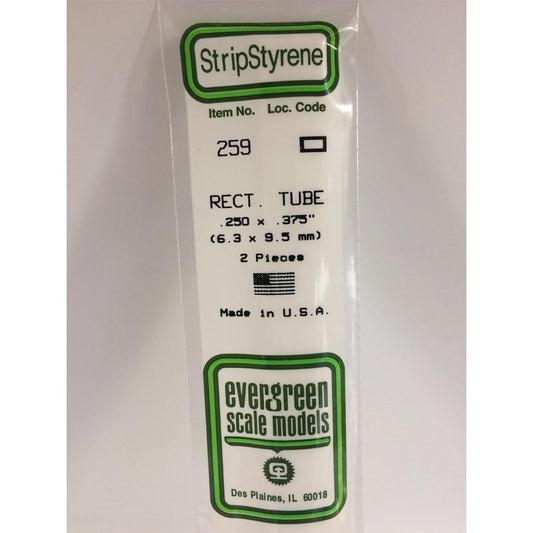 StripStyrene
Item No. Loc. Code
259
RECT. TUBE
.250 x .375"
(6.3 x 9.5 mm)
2 Pieces
Made in U.S.A.
evergreen
scale models
Des Plaines, IL 60018